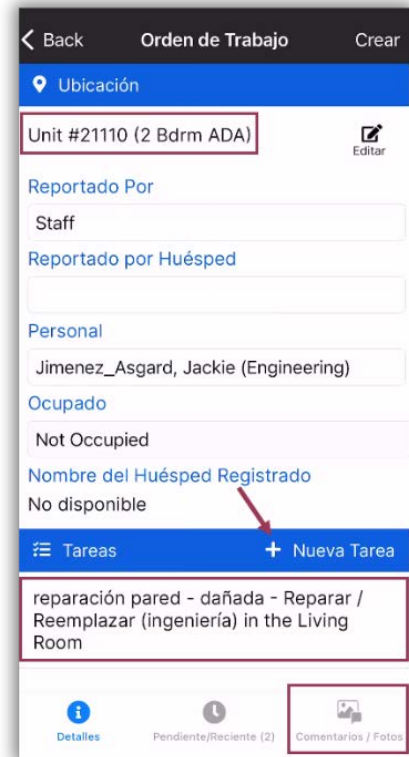 Back Orden de Trabajo Crear
Ubicación
Unit #21110 (2 Bdrm ADA)
Editar
Reportado Por
Staff
Reportado por Huésped
Personal
Jimenez_Asgard, Jackie (Engineering)
Ocupado
Not Occupied
Nombre del Huésped Registrado
No disponible
Tareas + Nueva Tarea
reparación pared - dañada - Reparar /
Reemplazar (ingeniería) in the Living
Room
Detalles Pendiente/Reciente (2) Comentarios / Fotos